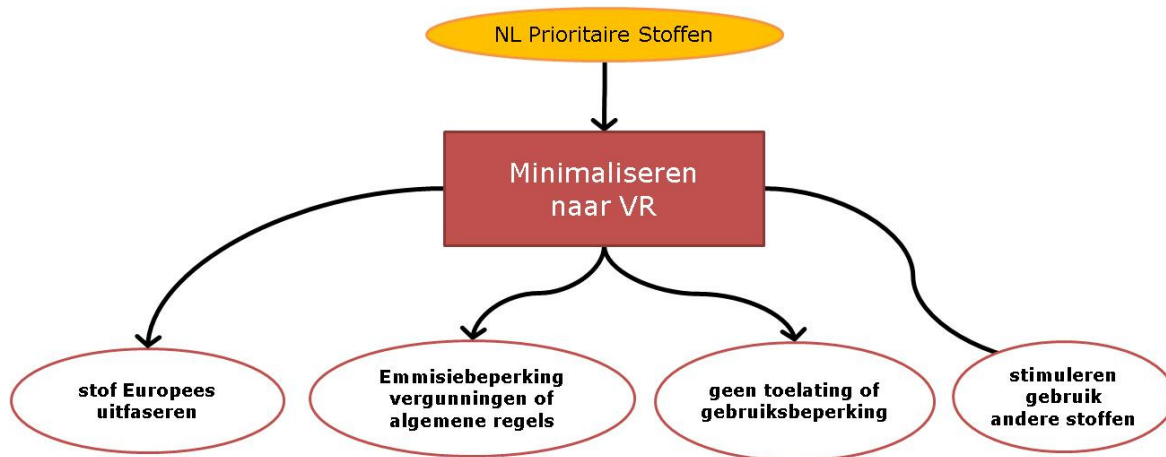 NL Prioritaire Stoffen
Minimaliseren
naar VR
stof Europees
uitfaseren
Emmisiebeperking
vergunningen of
algemene regels
geen toelating of
gebruiksbeperking
stimuleren
gebruik
andere stoffen